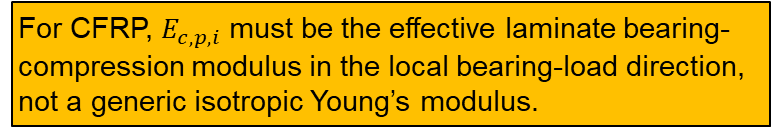 For CFRP, E_{c,p,i} must be the effective laminate bearing-
compression modulus in the local bearing-load direction,
not a generic isotropic Young’s modulus.